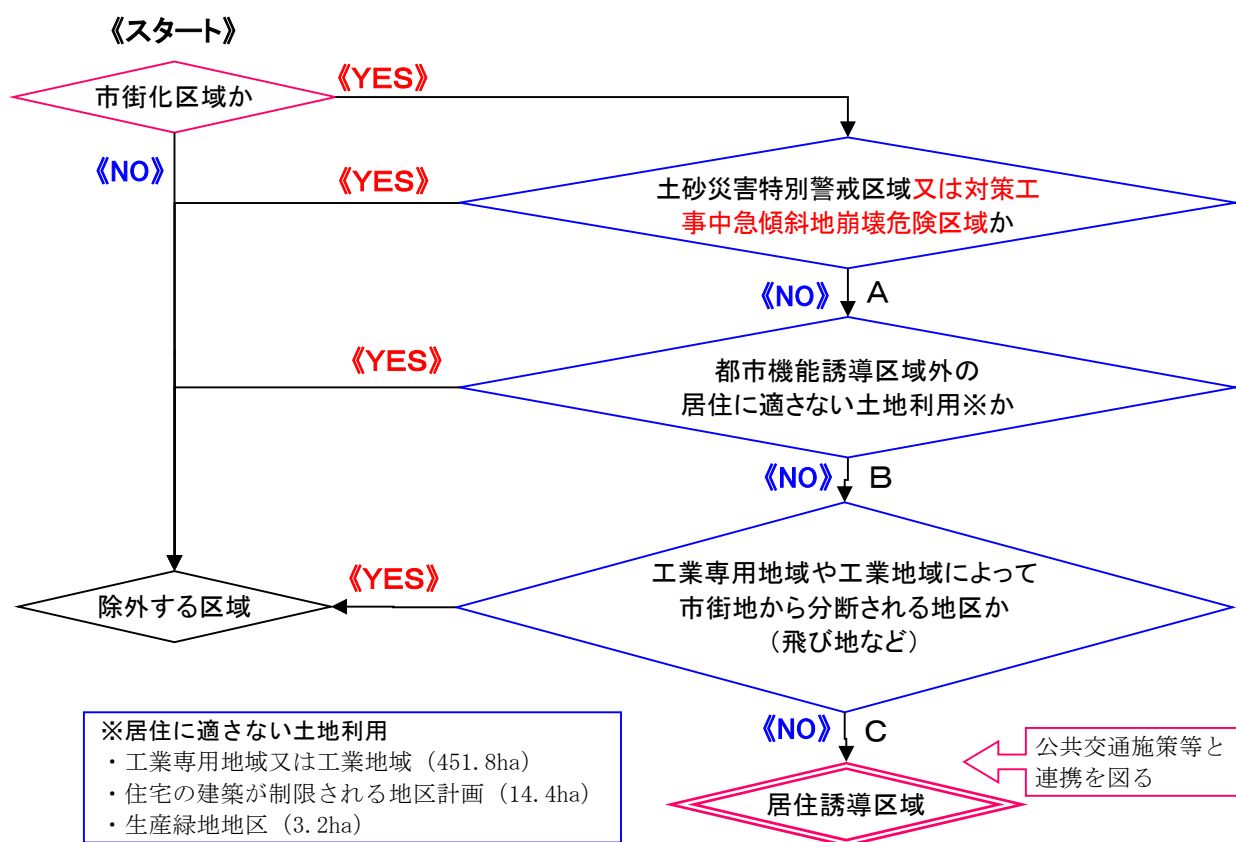 《スタート》
市街化区域か
《YES》
《NO》
《YES》
土砂災害特別警戒区域又は対策工
事中急傾斜地崩壊危険区域か
《NO》
A
《YES》
都市機能誘導区域外の
居住に適さない土地利用※か
《NO》
B
《YES》
工業専用地域や工業地域によって
市街地から分断される地区か
（飛び地など）
除外する区域
《NO》
C
公共交通施策等と
連携を図る
居住誘導区域
※居住に適さない土地利用
・工業専用地域又は工業地域（451.8ha）
・住宅の建築が制限される地区計画（14.4ha）
・生産緑地地区（3.2ha）